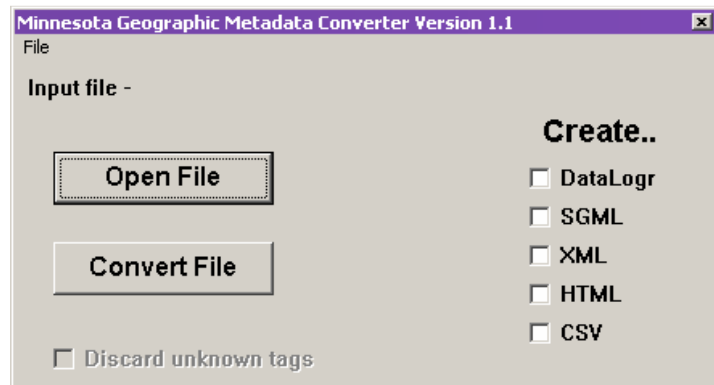 Minnesota Geographic Metadata Converter Version 1.1
File
Input file -
Create..
Open File
DataLogr
SGML
Convert File
XML
HTML
CSV
Discard unknown tags